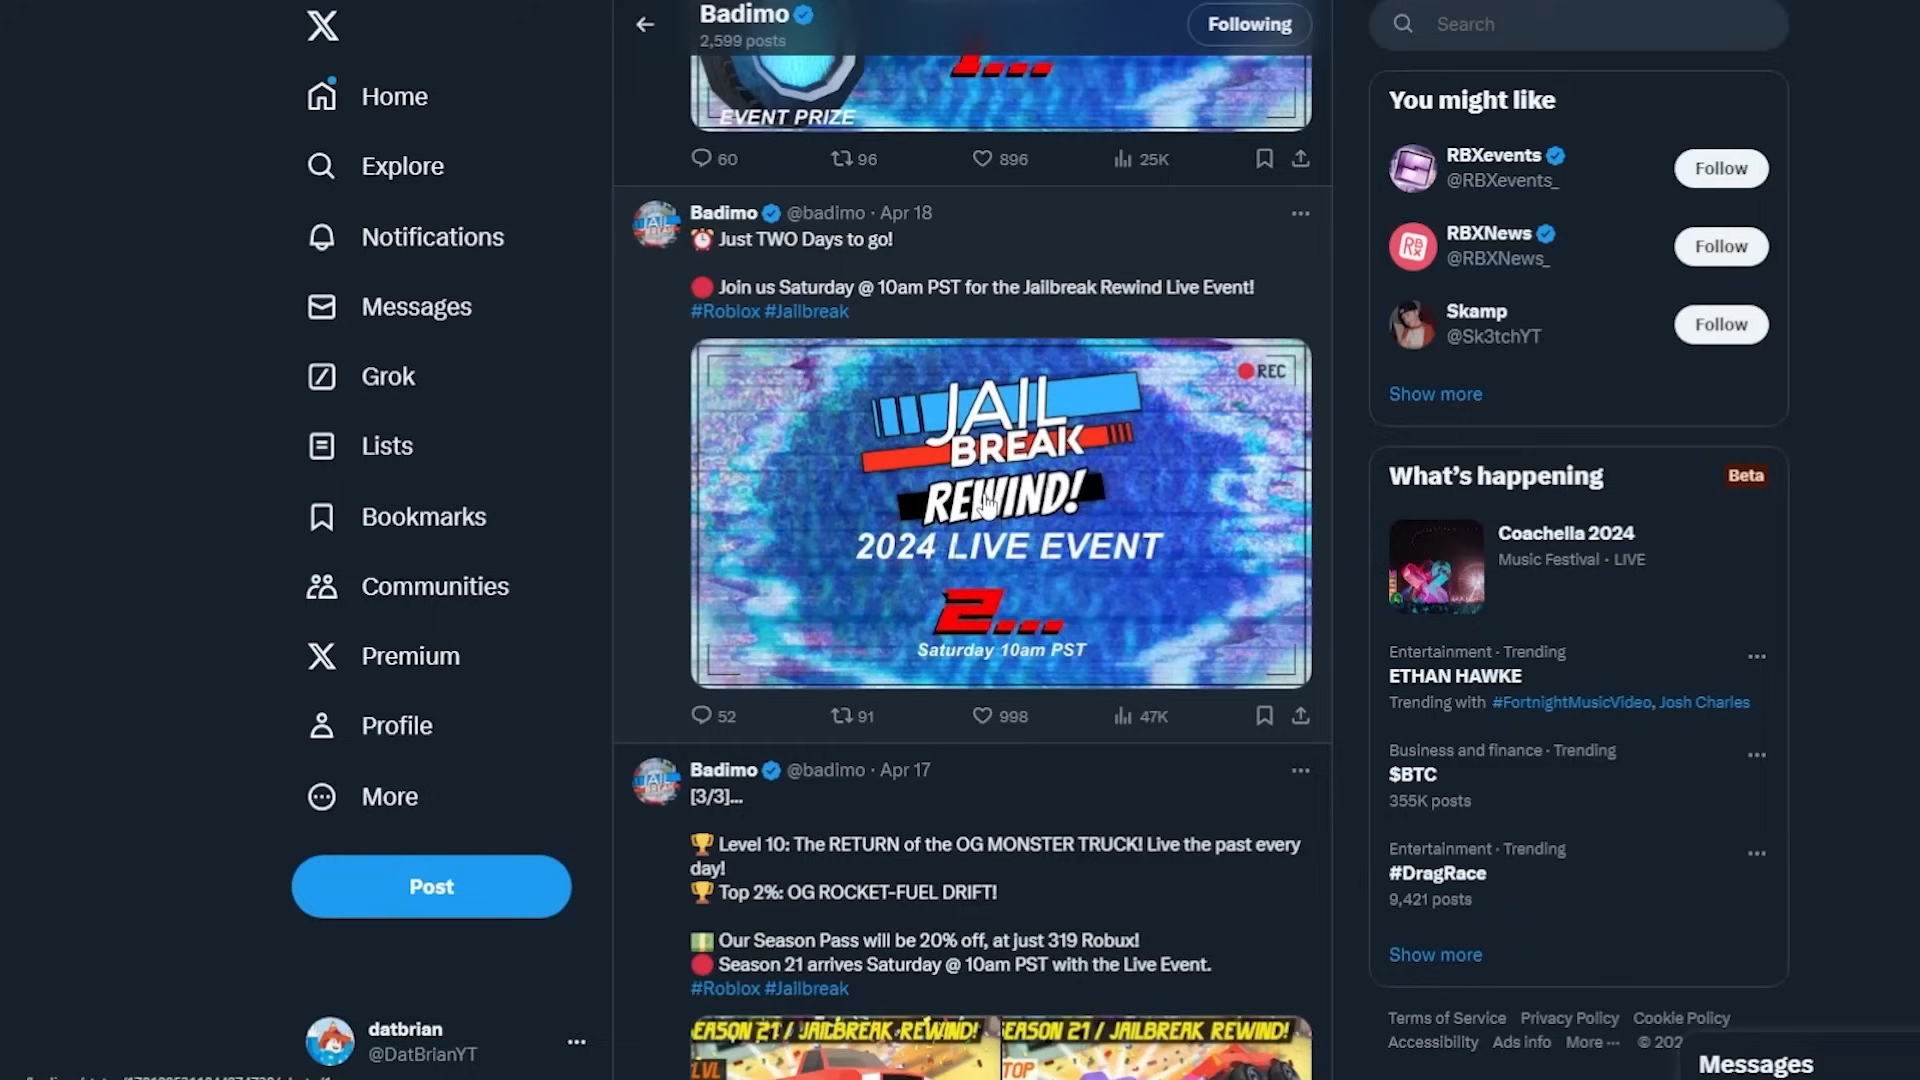 Home
Explore
Notifications
Messages
Grok
Lists
Bookmarks
Communities
Premium
Profile
More
Post
datbrian
@DatBrianYT
Badimo
2,599 posts
Following
1...
EVENT PRIZE
60 96 896 25K
Badimo @badimo · Apr 18
Just TWO Days to go!
Join us Saturday @ 10am PST for the Jailbreak Rewind Live Event!
#Roblox #Jailbreak
REC
JAIL
BREAK
REWIND!
2024 LIVE EVENT
2...
Saturday 10am PST
52 91 998 47K
Badimo @badimo · Apr 17
[3/3]...
Level 10: The RETURN of the OG MONSTER TRUCK! Live the past every
day!
Top 2%: OG ROCKET-FUEL DRIFT!
Our Season Pass will be 20% off, at just 319 Robux!
Season 21 arrives Saturday @ 10am PST with the Live Event.
#Roblox #Jailbreak
EASON 21 / JAILBREAK REWIND! EASON 21 / JAILBREAK REWIND!
LVL TOP
Search
You might like
RBXevents
@RBXevents_
Follow
RBXNews
@RBXNews_
Follow
Skamp
@Sk3tchYT
Follow
Show more
What's happening Beta
Coachella 2024
Music Festival · LIVE
Entertainment · Trending
ETHAN HAWKE
Trending with #FortnightMusicVideo, Josh Charles
Business and finance · Trending
$BTC
355K posts
Entertainment · Trending
#DragRace
9,421 posts
Show more
Terms of Service Privacy Policy Cookie Policy
Accessibility Ads info More ··· © 202
Messages